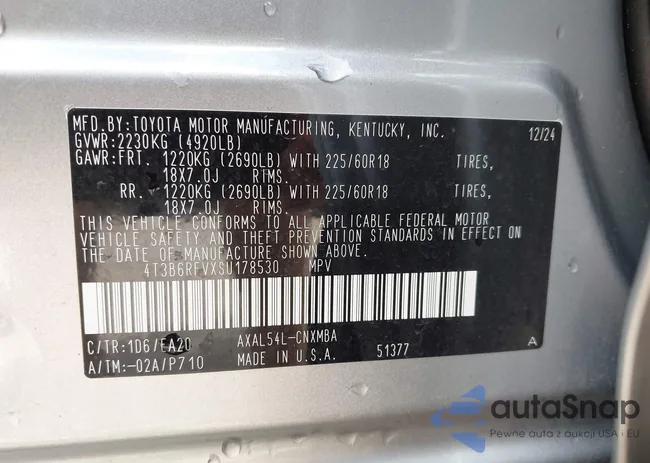 MFD.BY:TOYOTA MOTOR MANUFACTURING, KENTUCKY, INC. 12/24
GVWR:2230KG (4920LB)
GAWR:FRT. 1220KG (2690LB) WITH 225/60R18 TIRES,
18X7.0J RIMS.
RR. 1220KG (2690LB) WITH 225/60R18 TIRES,
18X7.0J RIMS.
THIS VEHICLE CONFORMS TO ALL APPLICABLE FEDERAL MOTOR
VEHICLE SAFETY AND THEFT PREVENTION STANDARDS IN EFFECT ON
THE DATE OF MANUFACTURE SHOWN ABOVE.
4T3B6RFVXSU178530 MPV
C/TR:1D6/EA20 AXAL54L-CNXMBA
A/TM:-02A/P710 MADE IN U.S.A. 51377 A
autaSnap
Pewne auta z aukcji USA · EU